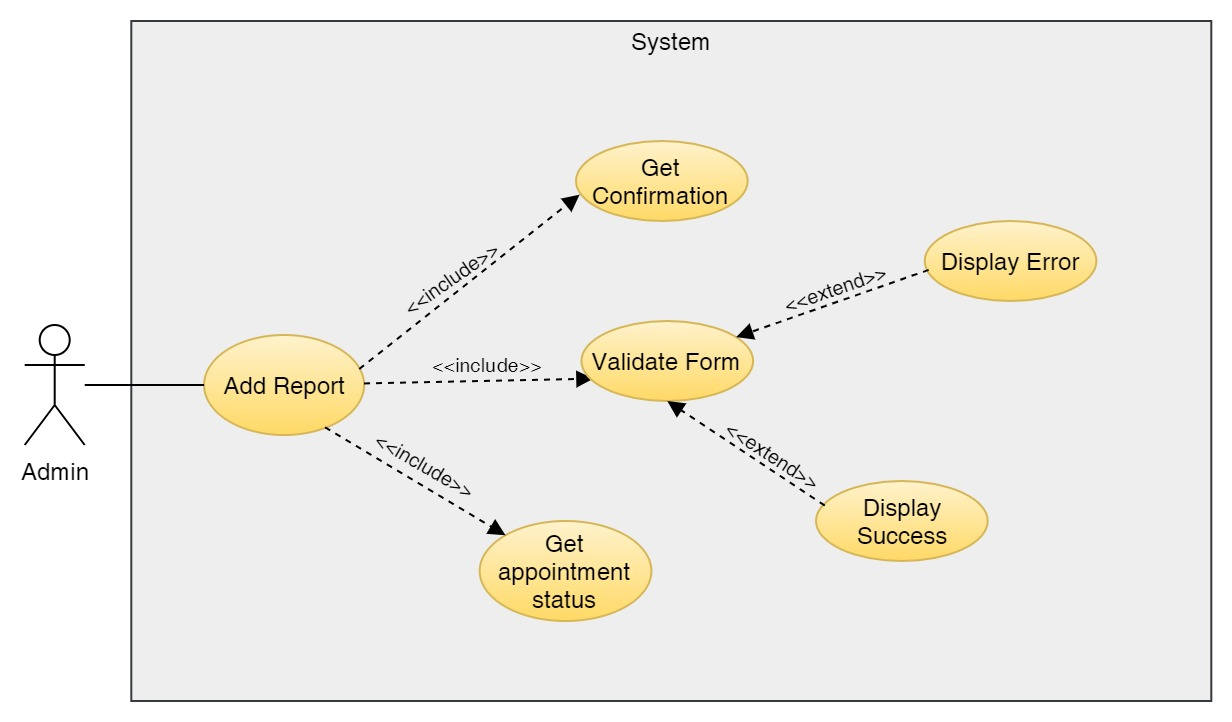 System
Get
Confirmation
Display Error
<<include>>
<<extend>>
Validate Form
<<include>>
Add Report
<<include>>
<<extend>>
Admin
Display
Success
Get
appointment
status